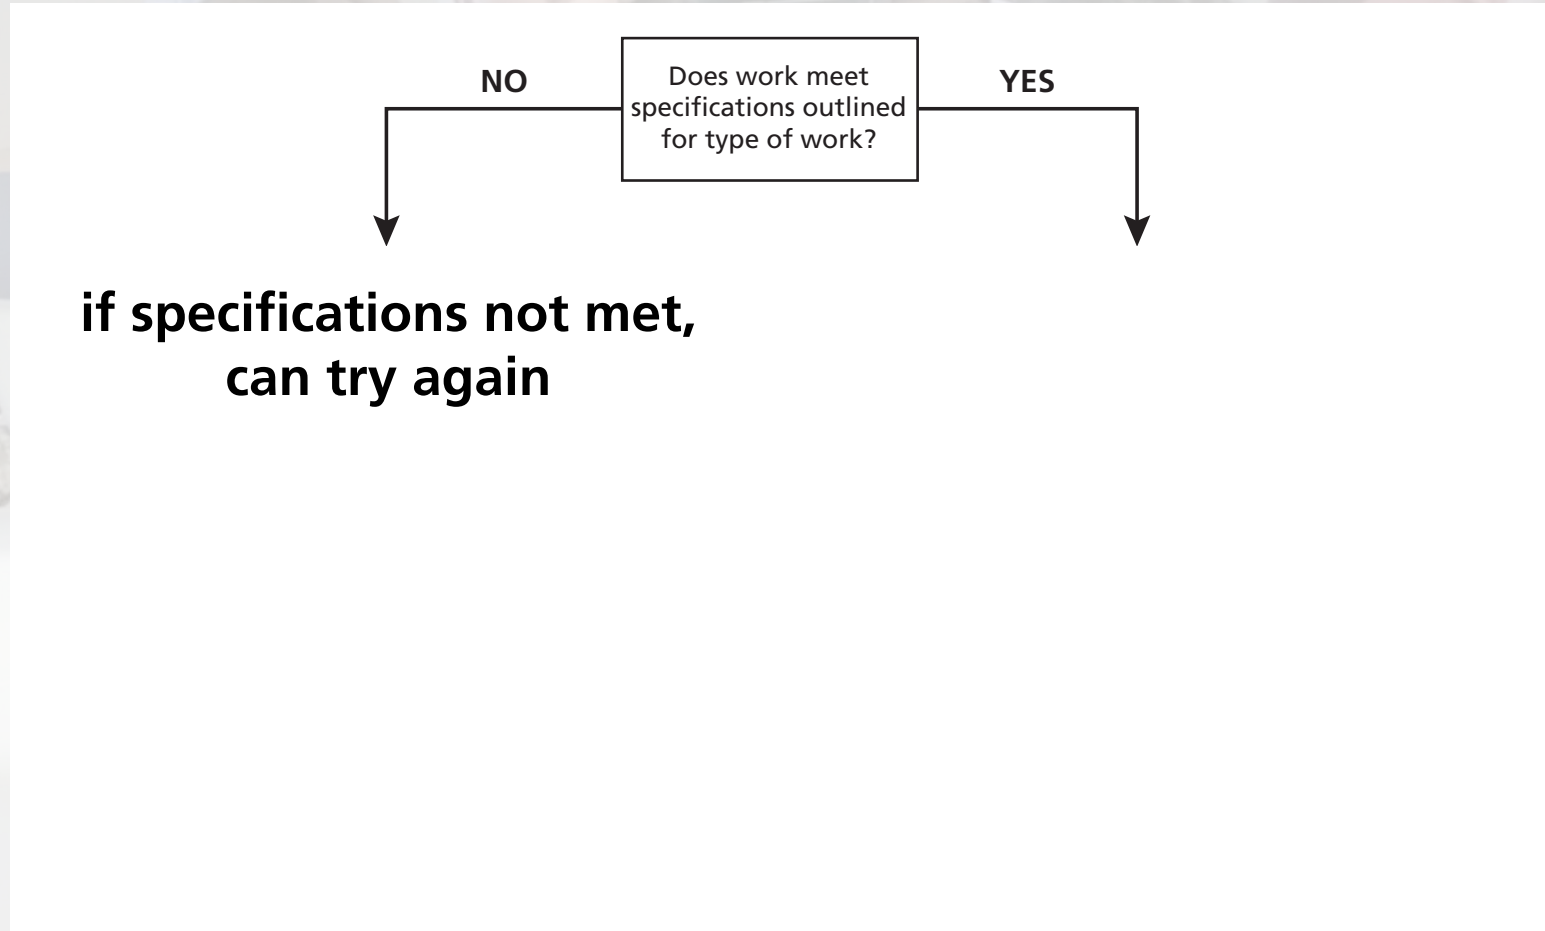 NO
Does work meet
specifications outlined
for type of work?
YES
if specifications not met,
can try again